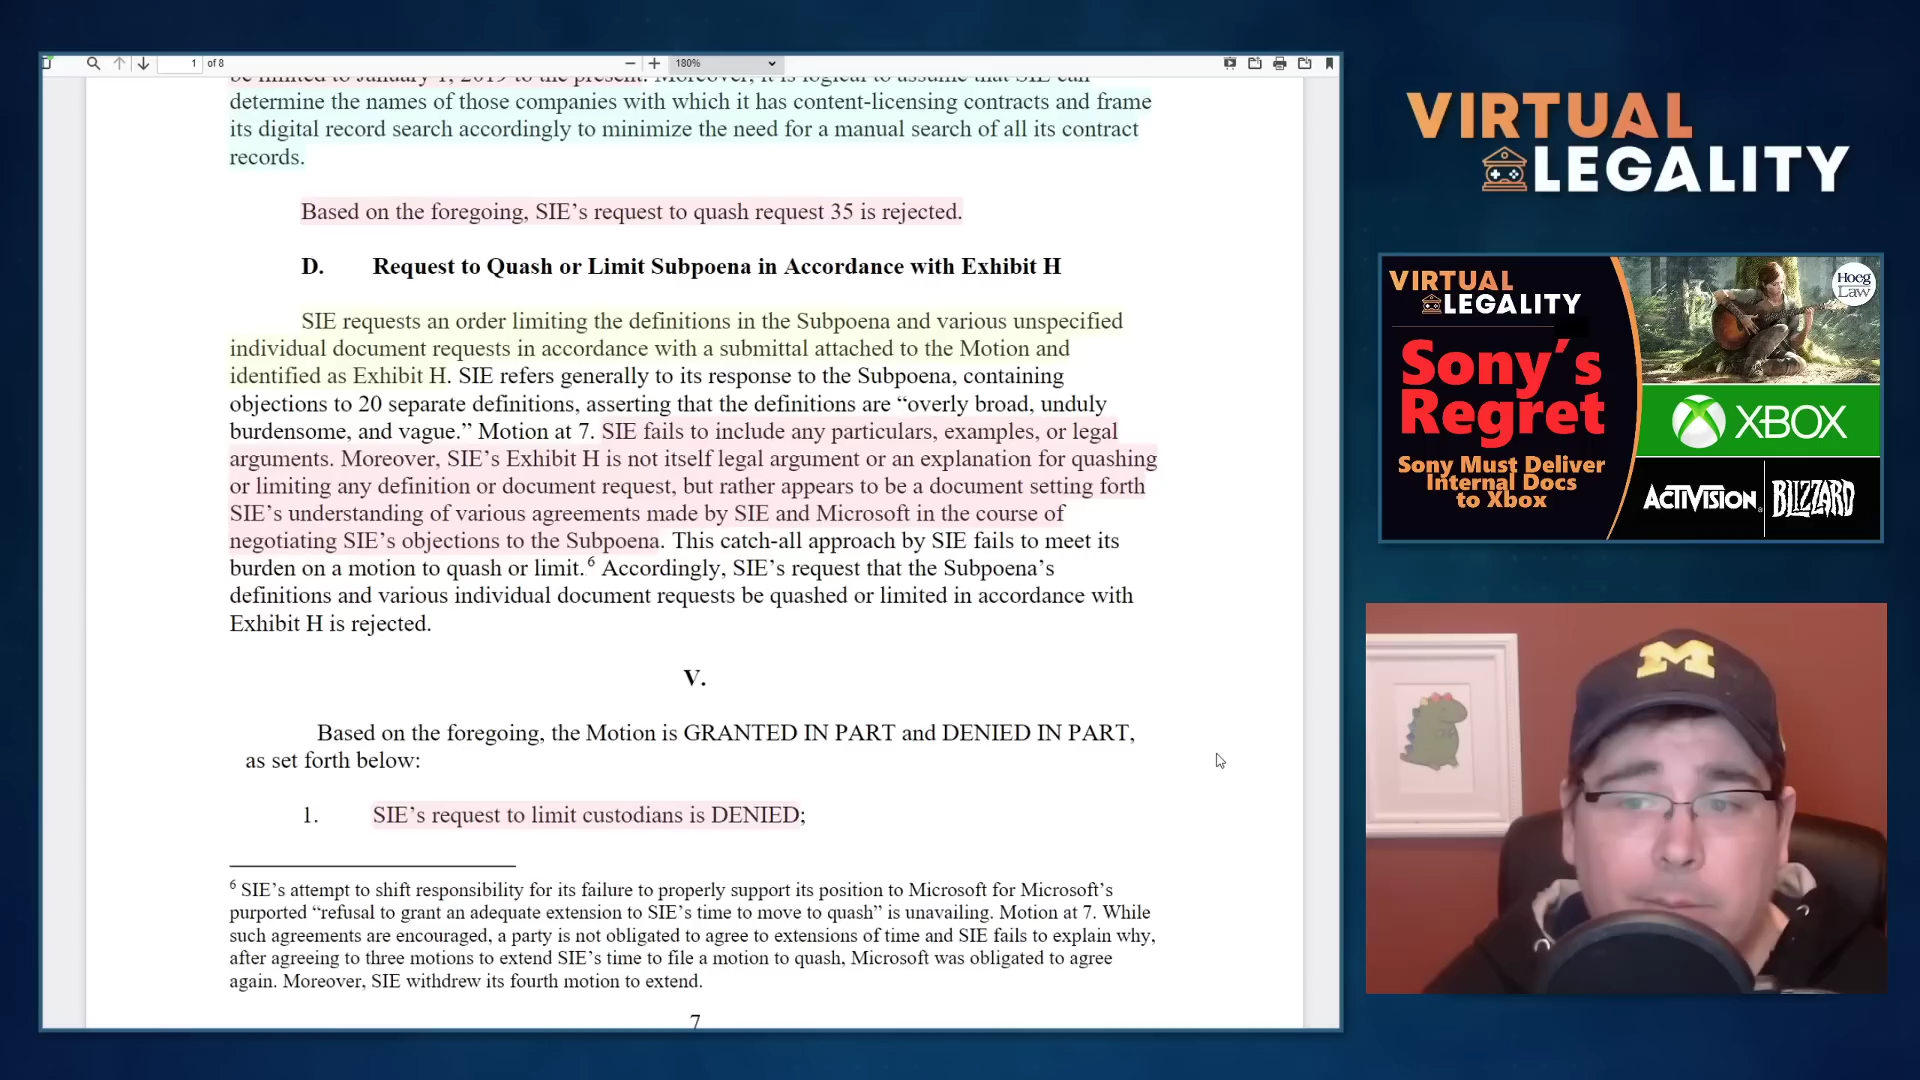 1 of 8
180%
be limited to January 1, 2019 to the present. Moreover, it is logical to assume that SIE can
determine the names of those companies with which it has content-licensing contracts and frame
its digital record search accordingly to minimize the need for a manual search of all its contract
records.
Based on the foregoing, SIE’s request to quash request 35 is rejected.
D. Request to Quash or Limit Subpoena in Accordance with Exhibit H
SIE requests an order limiting the definitions in the Subpoena and various unspecified
individual document requests in accordance with a submittal attached to the Motion and
identified as Exhibit H. SIE refers generally to its response to the Subpoena, containing
objections to 20 separate definitions, asserting that the definitions are “overly broad, unduly
burdensome, and vague.” Motion at 7. SIE fails to include any particulars, examples, or legal
arguments. Moreover, SIE’s Exhibit H is not itself legal argument or an explanation for quashing
or limiting any definition or document request, but rather appears to be a document setting forth
SIE’s understanding of various agreements made by SIE and Microsoft in the course of
negotiating SIE’s objections to the Subpoena. This catch-all approach by SIE fails to meet its
burden on a motion to quash or limit.6 Accordingly, SIE’s request that the Subpoena’s
definitions and various individual document requests be quashed or limited in accordance with
Exhibit H is rejected.
V.
Based on the foregoing, the Motion is GRANTED IN PART and DENIED IN PART,
as set forth below:
1. SIE’s request to limit custodians is DENIED;
6 SIE’s attempt to shift responsibility for its failure to properly support its position to Microsoft for Microsoft’s
purported “refusal to grant an adequate extension to SIE’s time to move to quash” is unavailing. Motion at 7. While
such agreements are encouraged, a party is not obligated to agree to extensions of time and SIE fails to explain why,
after agreeing to three motions to extend SIE’s time to file a motion to quash, Microsoft was obligated to agree
again. Moreover, SIE withdrew its fourth motion to extend.
7
VIRTUAL
LEGALITY
VIRTUAL
LEGALITY
Hoeg
Law
Sony’s
Regret
XBOX
Sony Must Deliver
Internal Docs
to Xbox
ACTIVISION
BLIZZARD
M